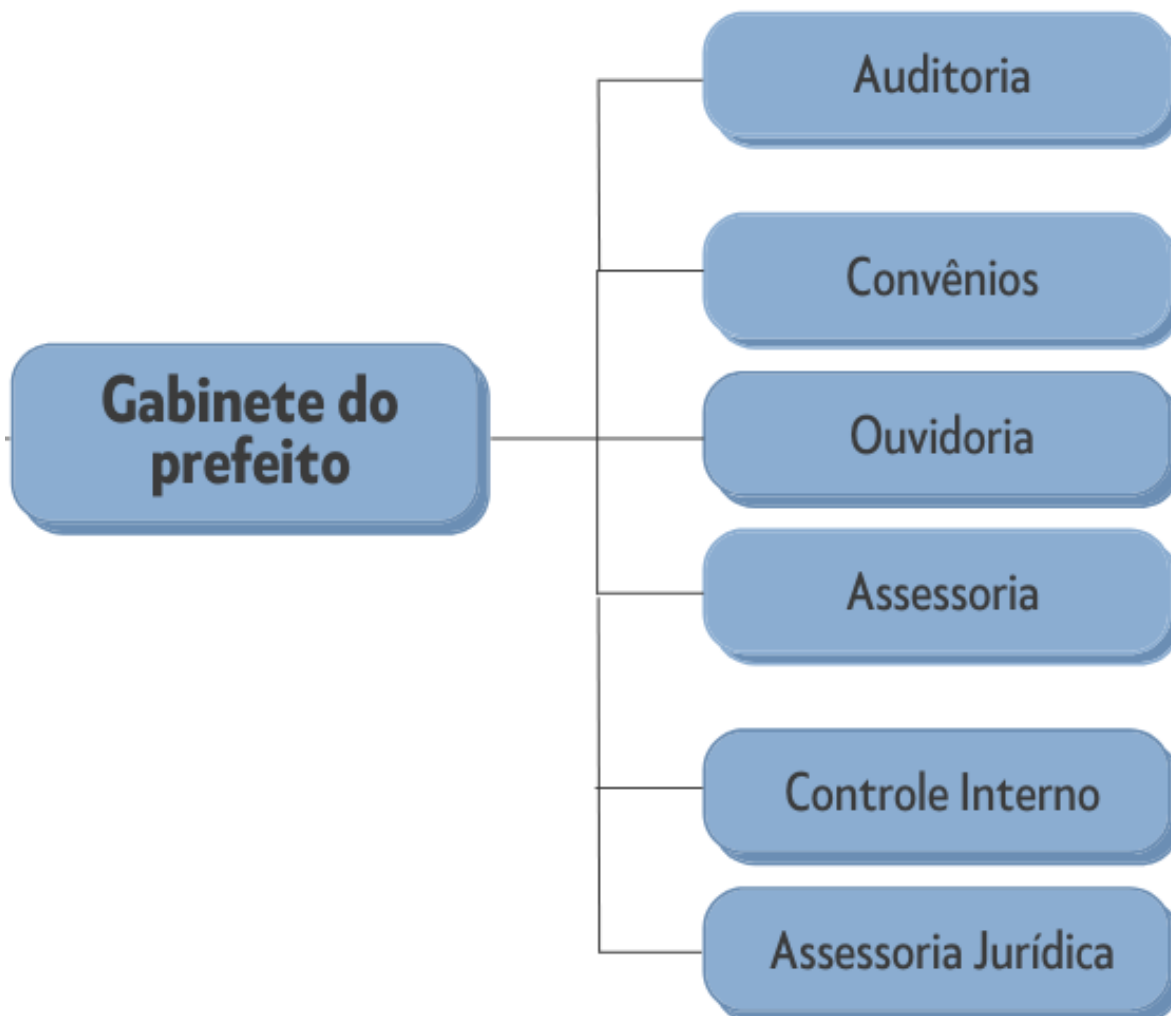 Auditoria
Convênios
Gabinete do
prefeito
Ouvidoria
Assessoria
Controle Interno
Assessoria Jurídica